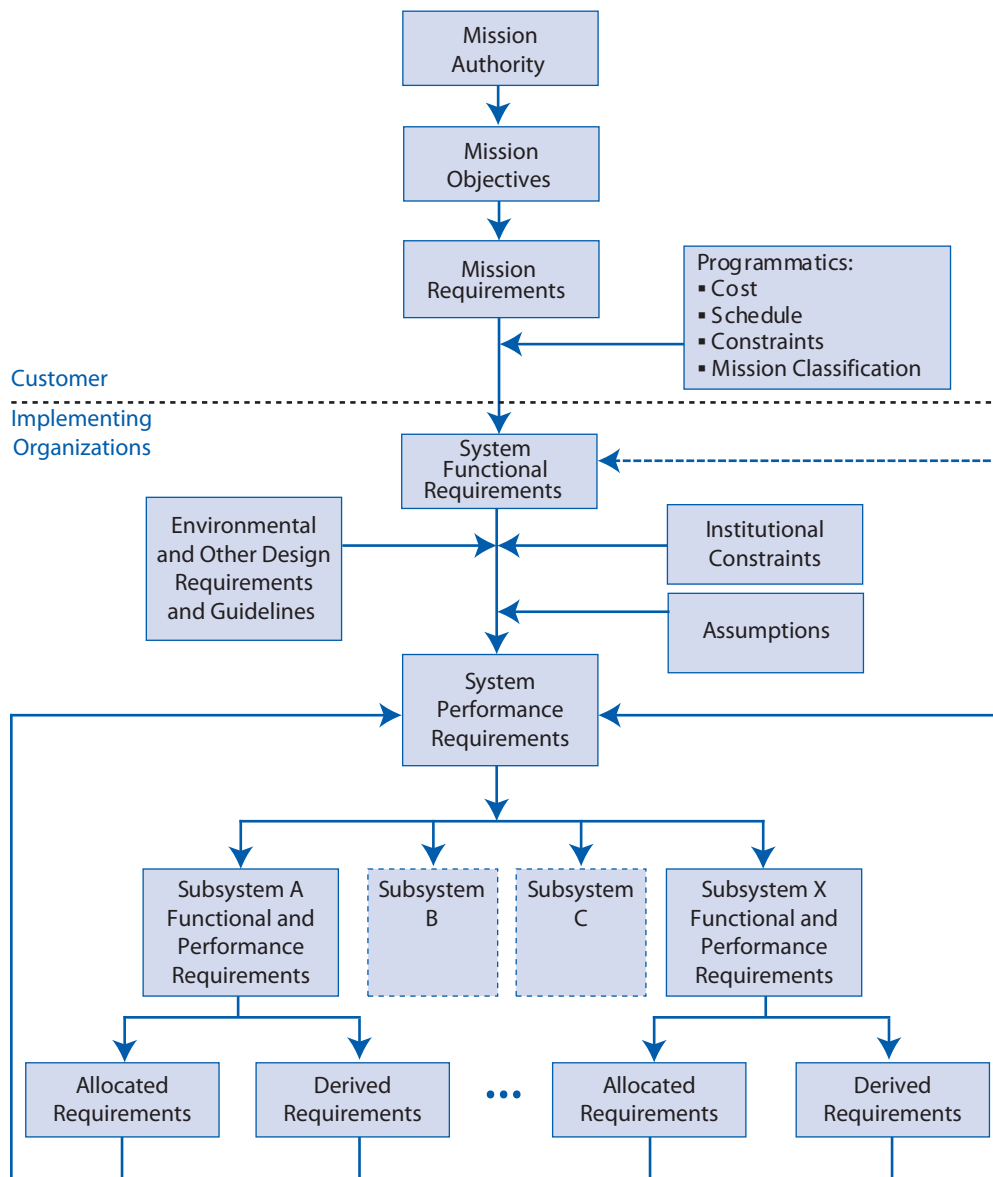 Mission
Authority
Mission
Objectives
Mission
Requirements
Programmatics:
▪ Cost
▪ Schedule
▪ Constraints
▪ Mission Classification
Customer
Implementing
Organizations
System
Functional
Requirements
Environmental
and Other Design
Requirements
and Guidelines
Institutional
Constraints
Assumptions
System
Performance
Requirements
Subsystem A
Functional and
Performance
Requirements
Subsystem
B
Subsystem
C
Subsystem X
Functional and
Performance
Requirements
Allocated
Requirements
Derived
Requirements
•••
Allocated
Requirements
Derived
Requirements